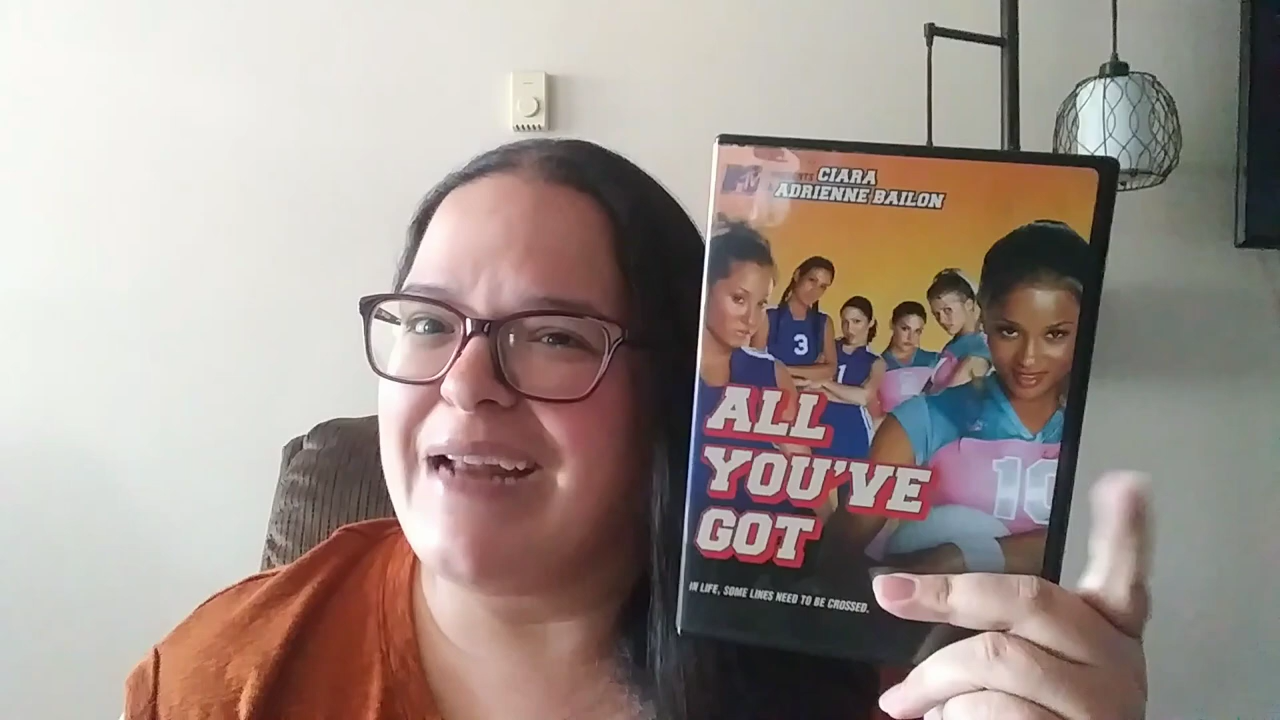 MTV PRESENTS CIARA
ADRIENNE BAILON
3
1
10
ALL
YOU'VE
GOT
IN LIFE, SOME LINES NEED TO BE CROSSED.